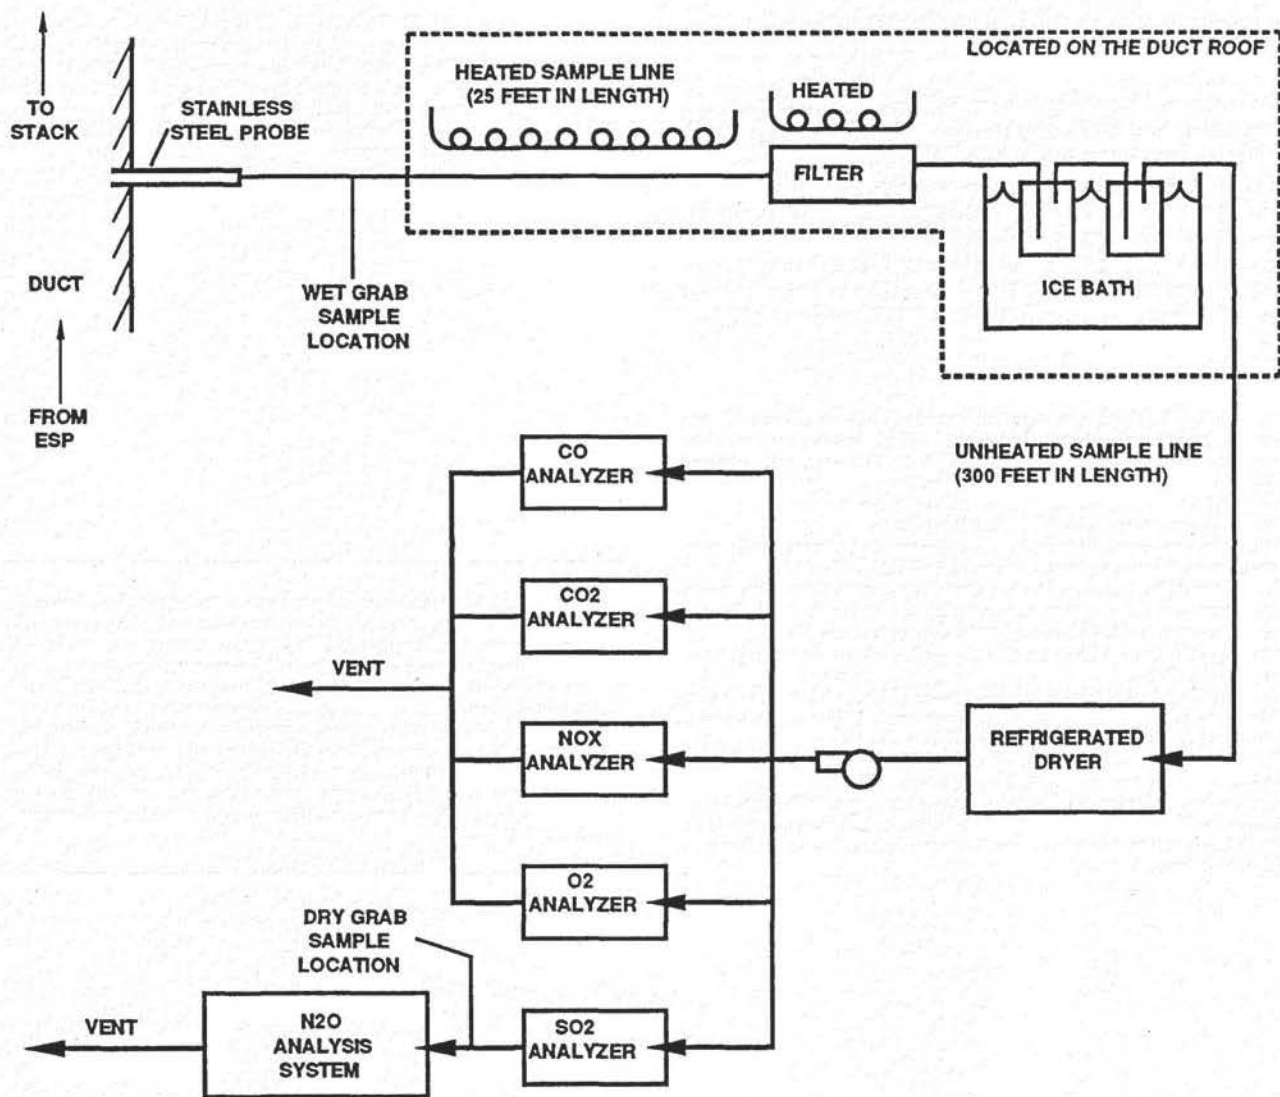 LOCATED ON THE DUCT ROOF
HEATED SAMPLE LINE
(25 FEET IN LENGTH)
HEATED
TO
STACK
STAINLESS
STEEL PROBE
FILTER
DUCT
WET GRAB
SAMPLE
LOCATION
ICE BATH
FROM
ESP
UNHEATED SAMPLE LINE
(300 FEET IN LENGTH)
CO
ANALYZER
CO2
ANALYZER
VENT
NOX
ANALYZER
REFRIGERATED
DRYER
O2
ANALYZER
DRY GRAB
SAMPLE
LOCATION
VENT
N2O
ANALYSIS
SYSTEM
SO2
ANALYZER